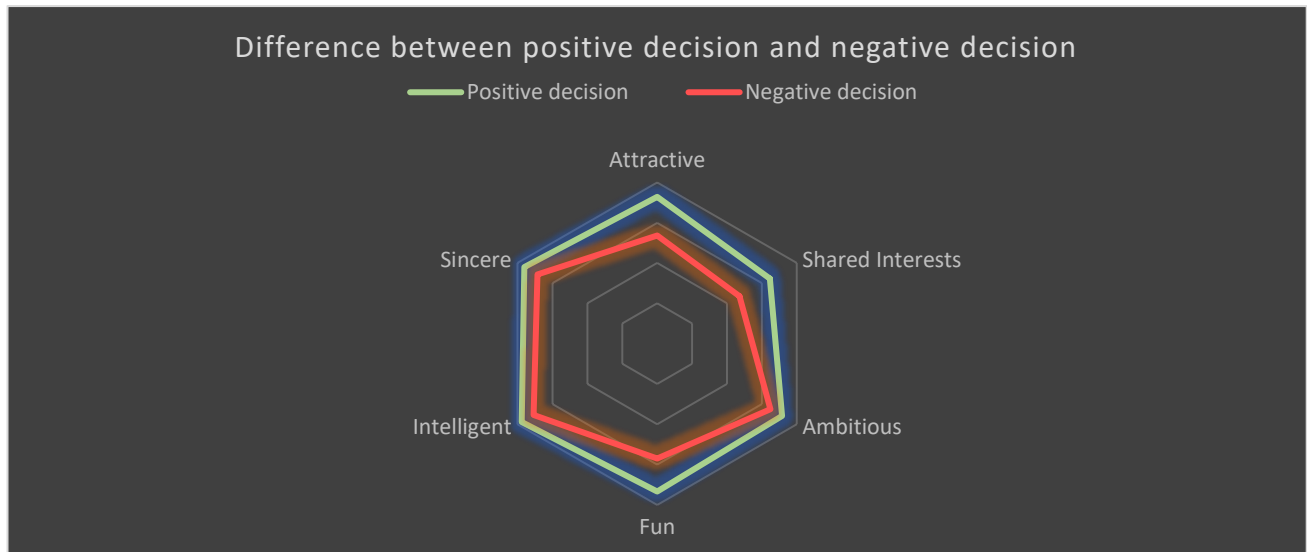 Difference between positive decision and negative decision
Positive decision Negative decision
Attractive
Sincere Shared Interests
Intelligent Ambitious
Fun